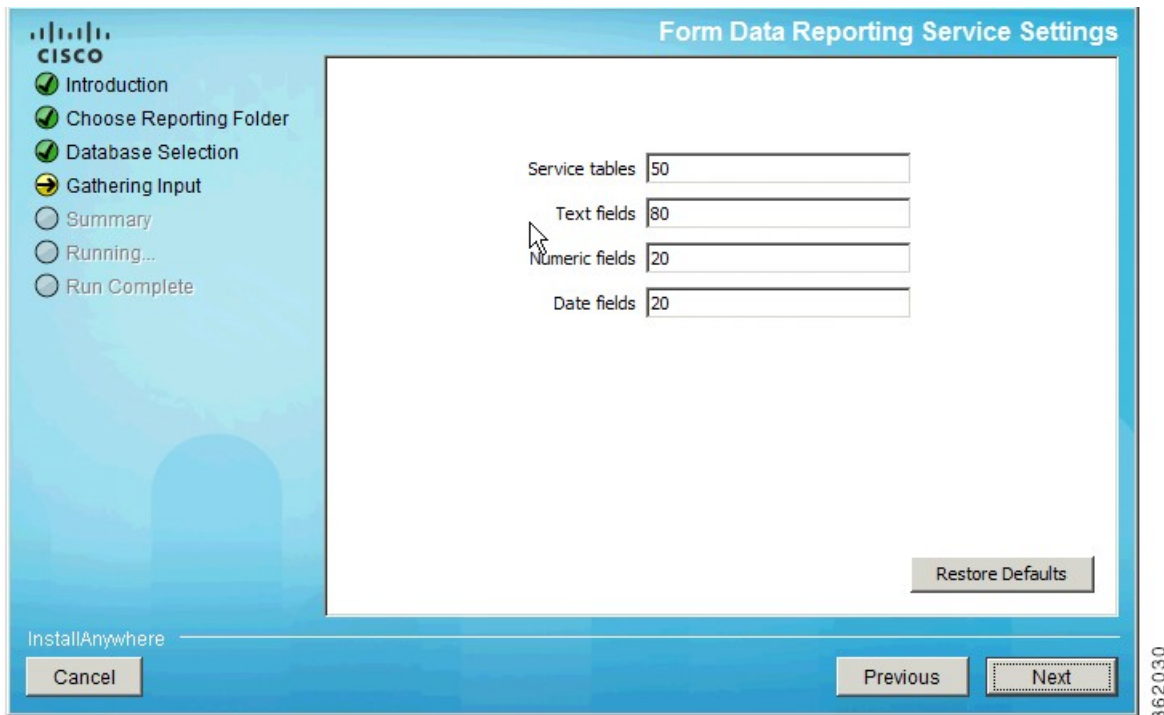 CISCO
Form Data Reporting Service Settings
Introduction
Choose Reporting Folder
Database Selection
Gathering Input
Summary
Running...
Run Complete
Service tables 50
Text fields 80
Numeric fields 20
Date fields 20
Restore Defaults
InstallAnywhere
Cancel
Previous
Next
362030